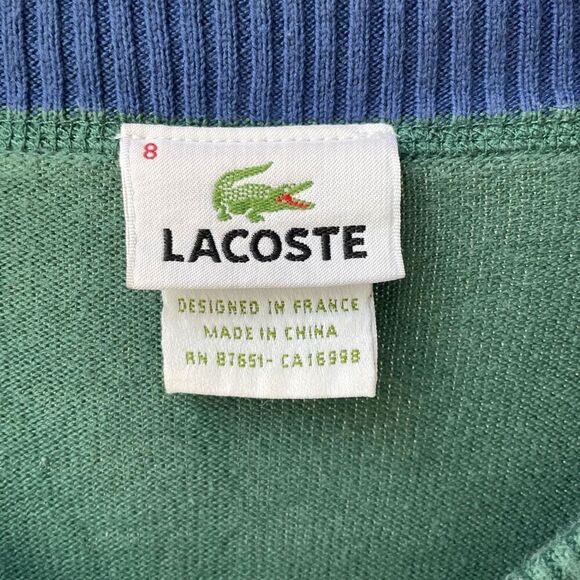 8
LACOSTE
DESIGNED IN FRANCE
MADE IN CHINA
RN 87651- CA16998